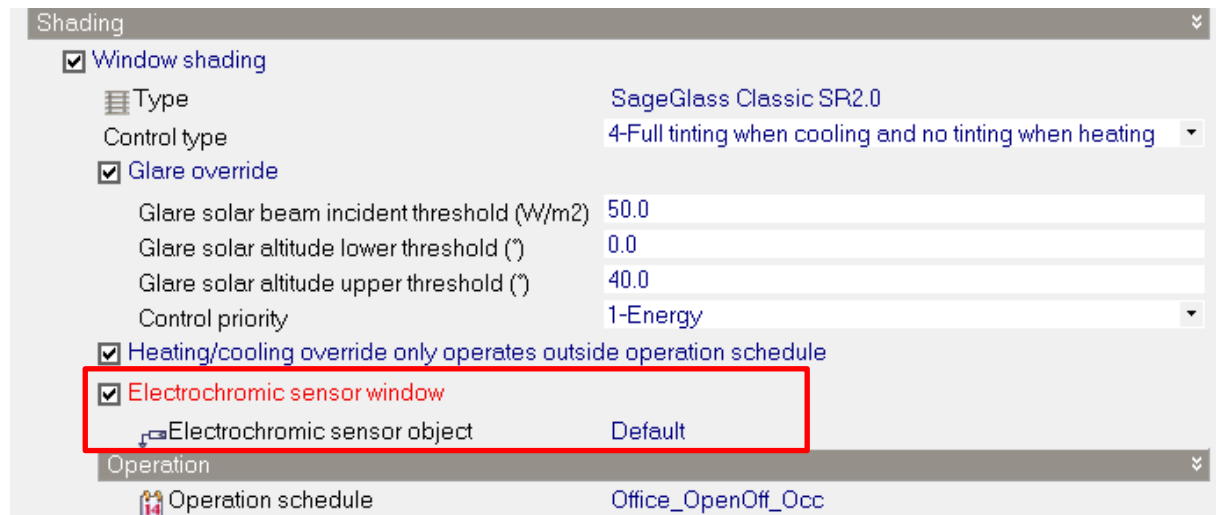 Shading
Window shading
Type SageGlass Classic SR2.0
Control type 4-Full tinting when cooling and no tinting when heating
Glare override
Glare solar beam incident threshold (W/m2) 50.0
Glare solar altitude lower threshold (°) 0.0
Glare solar altitude upper threshold (°) 40.0
Control priority 1-Energy
Heating/cooling override only operates outside operation schedule
Electrochromic sensor window
Electrochromic sensor object Default
Operation
14 Operation schedule Office_OpenOff_Occ